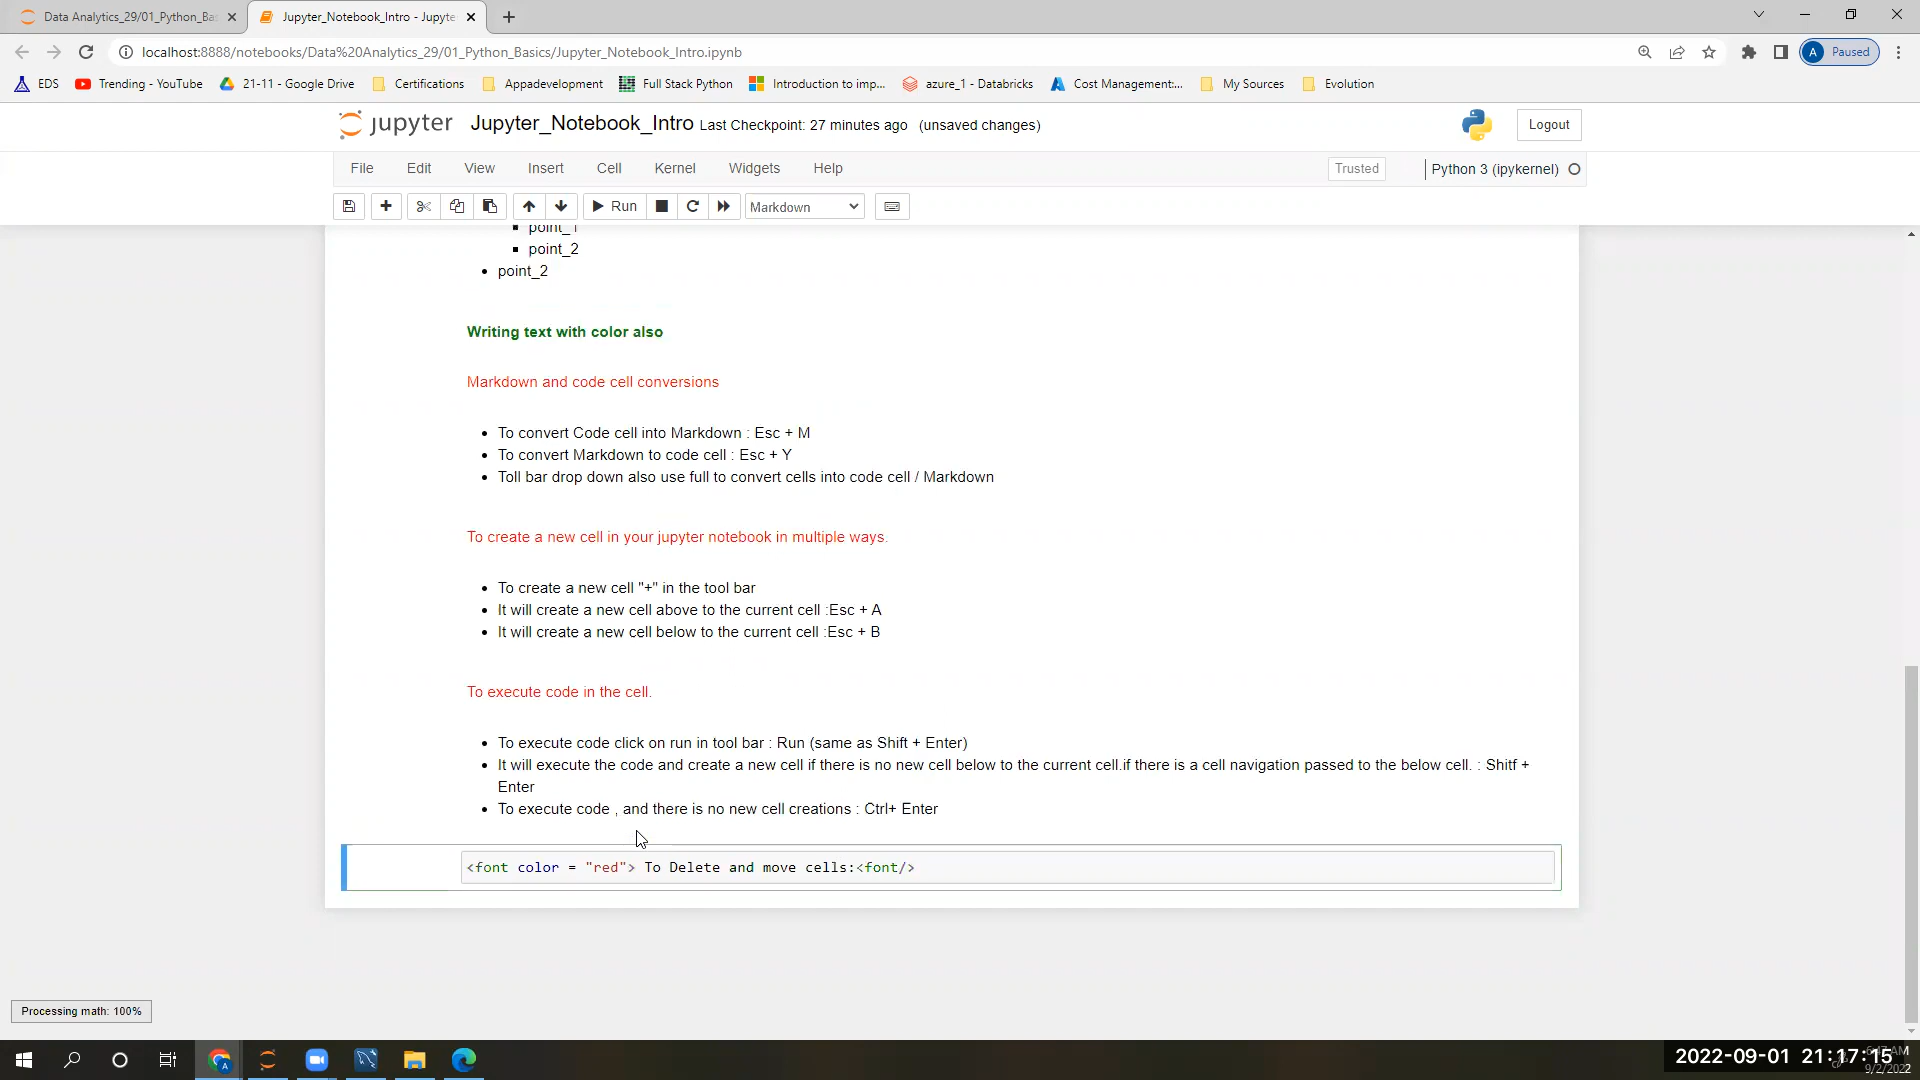 Data Analytics_29/01_Python_Ba
Jupyter_Notebook_Intro - Jupyte
localhost:8888/notebooks/Data%20Analytics_29/01_Python_Basics/Jupyter_Notebook_Intro.ipynb
A Paused
EDS
Trending - YouTube
21-11 - Google Drive
Certifications
Appadevelopment
Full Stack Python
Introduction to imp...
azure_1 - Databricks
Cost Management:...
My Sources
Evolution
jupyter Jupyter_Notebook_Intro Last Checkpoint: 27 minutes ago (unsaved changes)
Logout
File Edit View Insert Cell Kernel Widgets Help
Trusted
Python 3 (ipykernel)
Run
Markdown
point_1
point_2
point_2
Writing text with color also
Markdown and code cell conversions
To convert Code cell into Markdown : Esc + M
To convert Markdown to code cell : Esc + Y
Toll bar drop down also use full to convert cells into code cell / Markdown
To create a new cell in your jupyter notebook in multiple ways.
To create a new cell "+" in the tool bar
It will create a new cell above to the current cell :Esc + A
It will create a new cell below to the current cell :Esc + B
To execute code in the cell.
To execute code click on run in tool bar : Run (same as Shift + Enter)
It will execute the code and create a new cell if there is no new cell below to the current cell.if there is a cell navigation passed to the below cell. : Shitf +
Enter
To execute code , and there is no new cell creations : Ctrl+ Enter
<font color = "red"> To Delete and move cells:<font/>
Processing math: 100%
2022-09-01 21:17:15